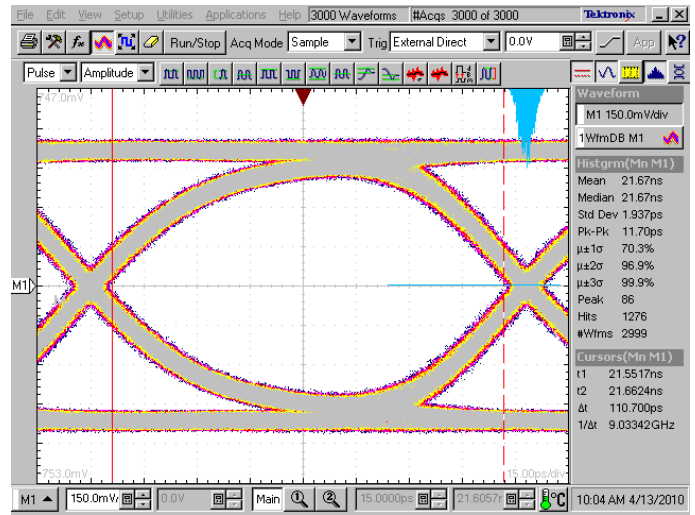 File Edit View Setup Utilities Applications Help 3000 Waveforms #Acqs 3000 of 3000 Tektronix
Run/Stop Acq Mode Sample Trig External Direct 0.0V App
Pulse Amplitude
747.0mV
M1
-753.0mV
15.00ps/div
Waveform
M1 150.0mV/div
1WfmDB M1
Histgrm(Mn M1)
Mean 21.67ns
Median 21.67ns
Std Dev 1.937ps
Pk-Pk 11.70ps
µ±1σ 70.3%
µ±2σ 96.9%
µ±3σ 99.9%
Peak 86
Hits 1276
#Wfms 2999
Cursors(Mn M1)
t1 21.5517ns
t2 21.6624ns
Δt 110.700ps
1/Δt 9.03342GHz
M1 150.0mV/ 0.0V Main 1 2 15.0000ps 21.6057r °C 10:04 AM 4/13/2010